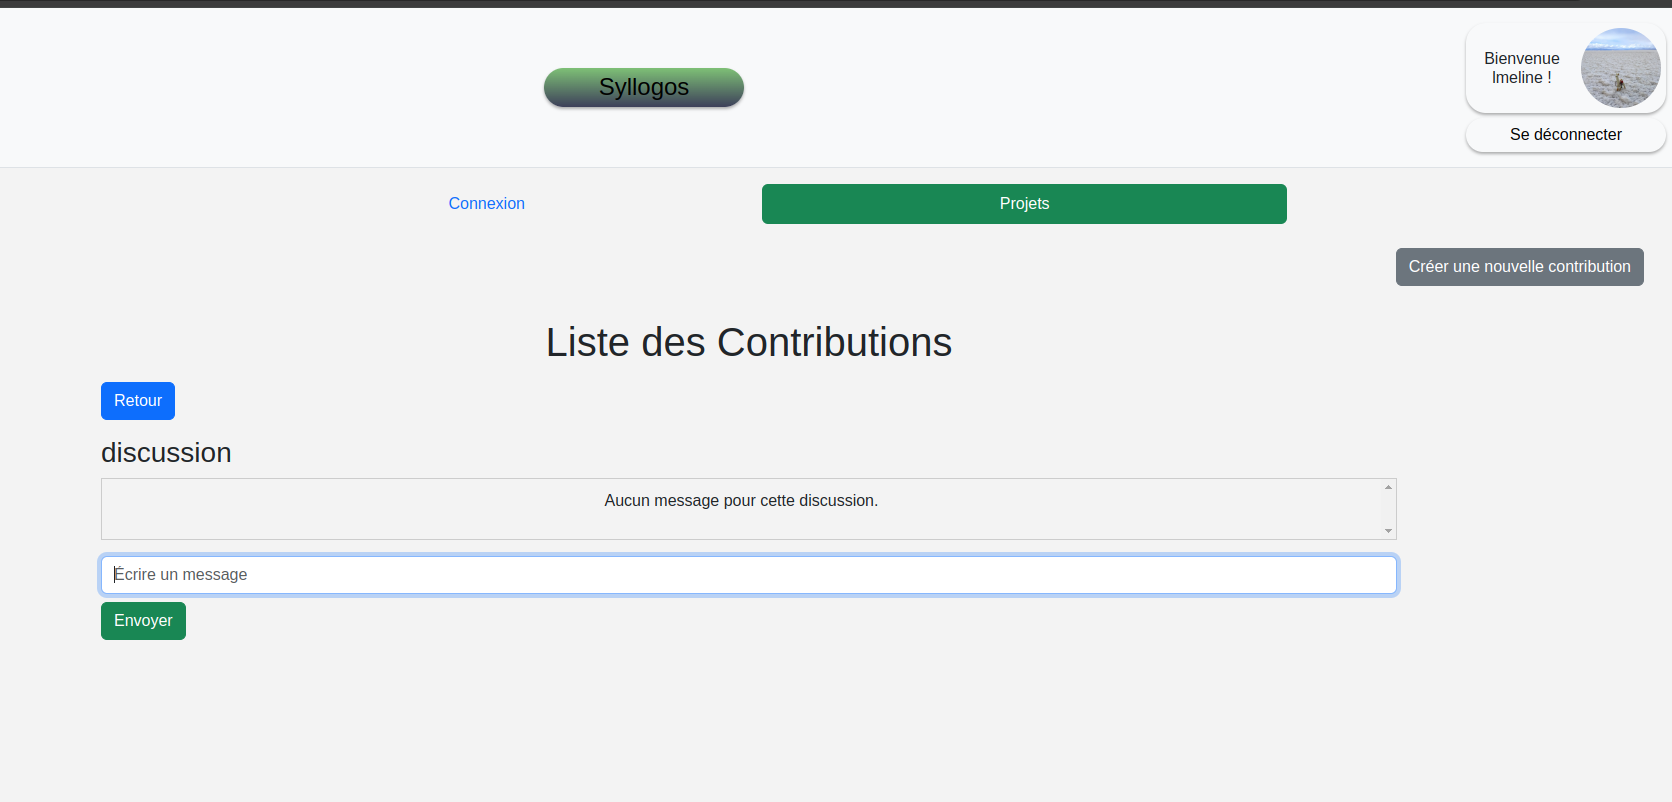 Syllogos
Bienvenue
Imeline !
Se déconnecter
Connexion
Projets
Créer une nouvelle contribution
Liste des Contributions
Retour
discussion
Aucun message pour cette discussion.
Écrire un message
Envoyer